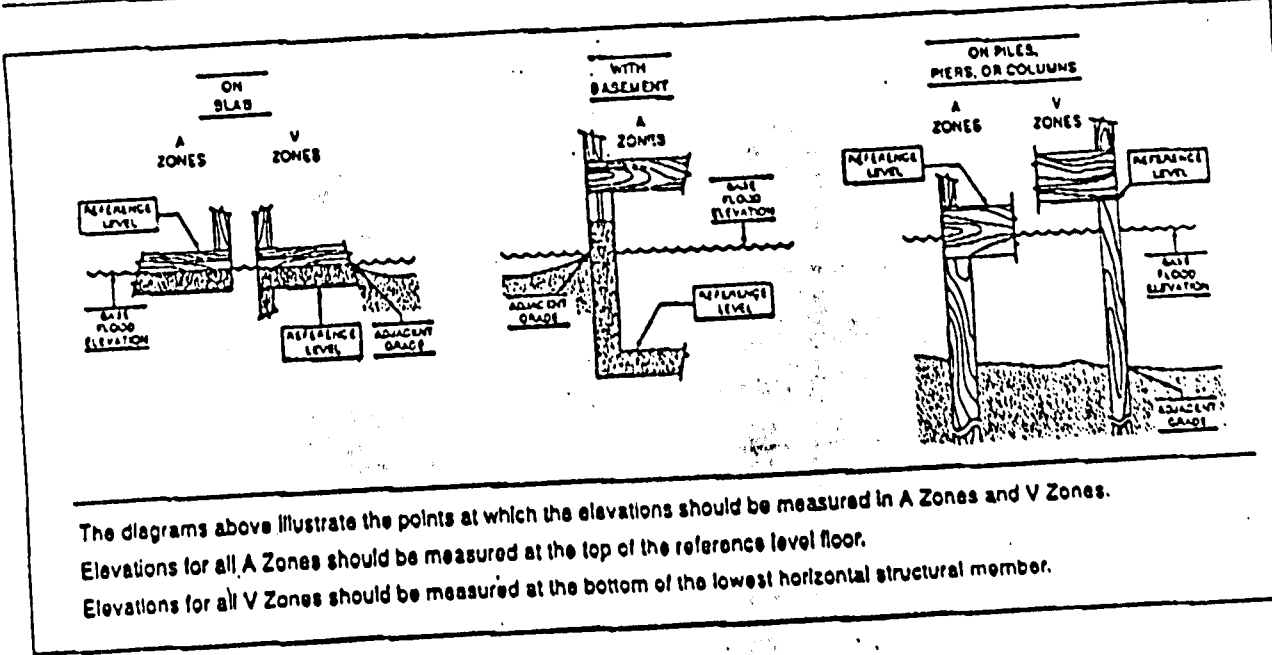 ON
SLAB
A
ZONES
V
ZONES
REFERENCE
LEVEL
BASE
FLOOD
ELEVATION
REFERENCE
LEVEL
ADJACENT
GRADE
WITH
BASEMENT
A
ZONES
BASE
FLOOD
ELEVATION
ADJACENT
GRADE
REFERENCE
LEVEL
ON PILES,
PIERS, OR COLUMNS
A
ZONES
V
ZONES
REFERENCE
LEVEL
REFERENCE
LEVEL
BASE
FLOOD
ELEVATION
ADJACENT
GRADE
The diagrams above illustrate the points at which the elevations should be measured in A Zones and V Zones.
Elevations for all A Zones should be measured at the top of the reference level floor.
Elevations for all V Zones should be measured at the bottom of the lowest horizontal structural member.